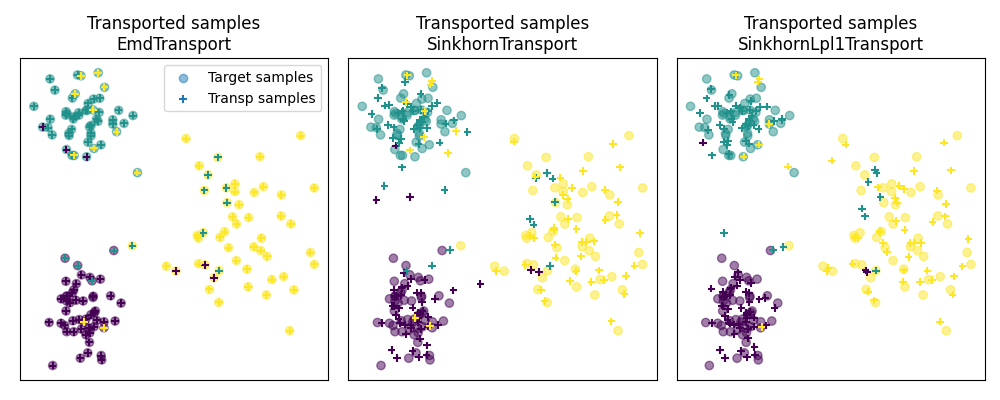 Transported samples
EmdTransport
Transported samples
SinkhornTransport
Transported samples
SinkhornLpl1Transport
Target samples
Transp samples